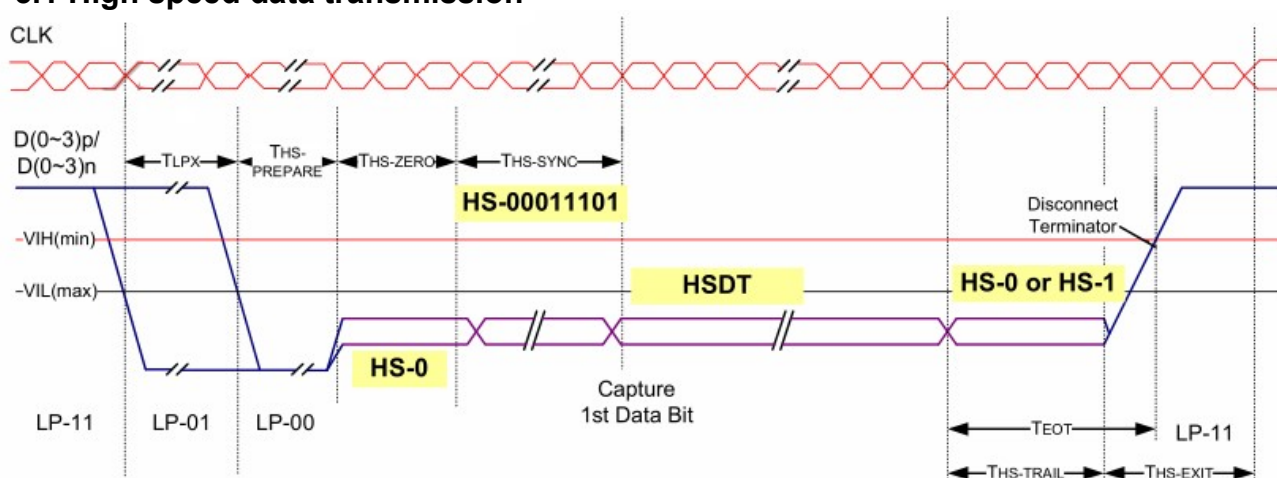 CLK
D(0~3)p/
D(0~3)n
TLPX
THS-
PREPARE
THS-ZERO
THS-SYNC
HS-00011101
Disconnect
Terminator
VIH(min)
VIL(max)
HSDT
HS-0 or HS-1
HS-0
Capture
1st Data Bit
LP-11
LP-01
LP-00
TEOT
LP-11
THS-TRAIL
THS-EXIT